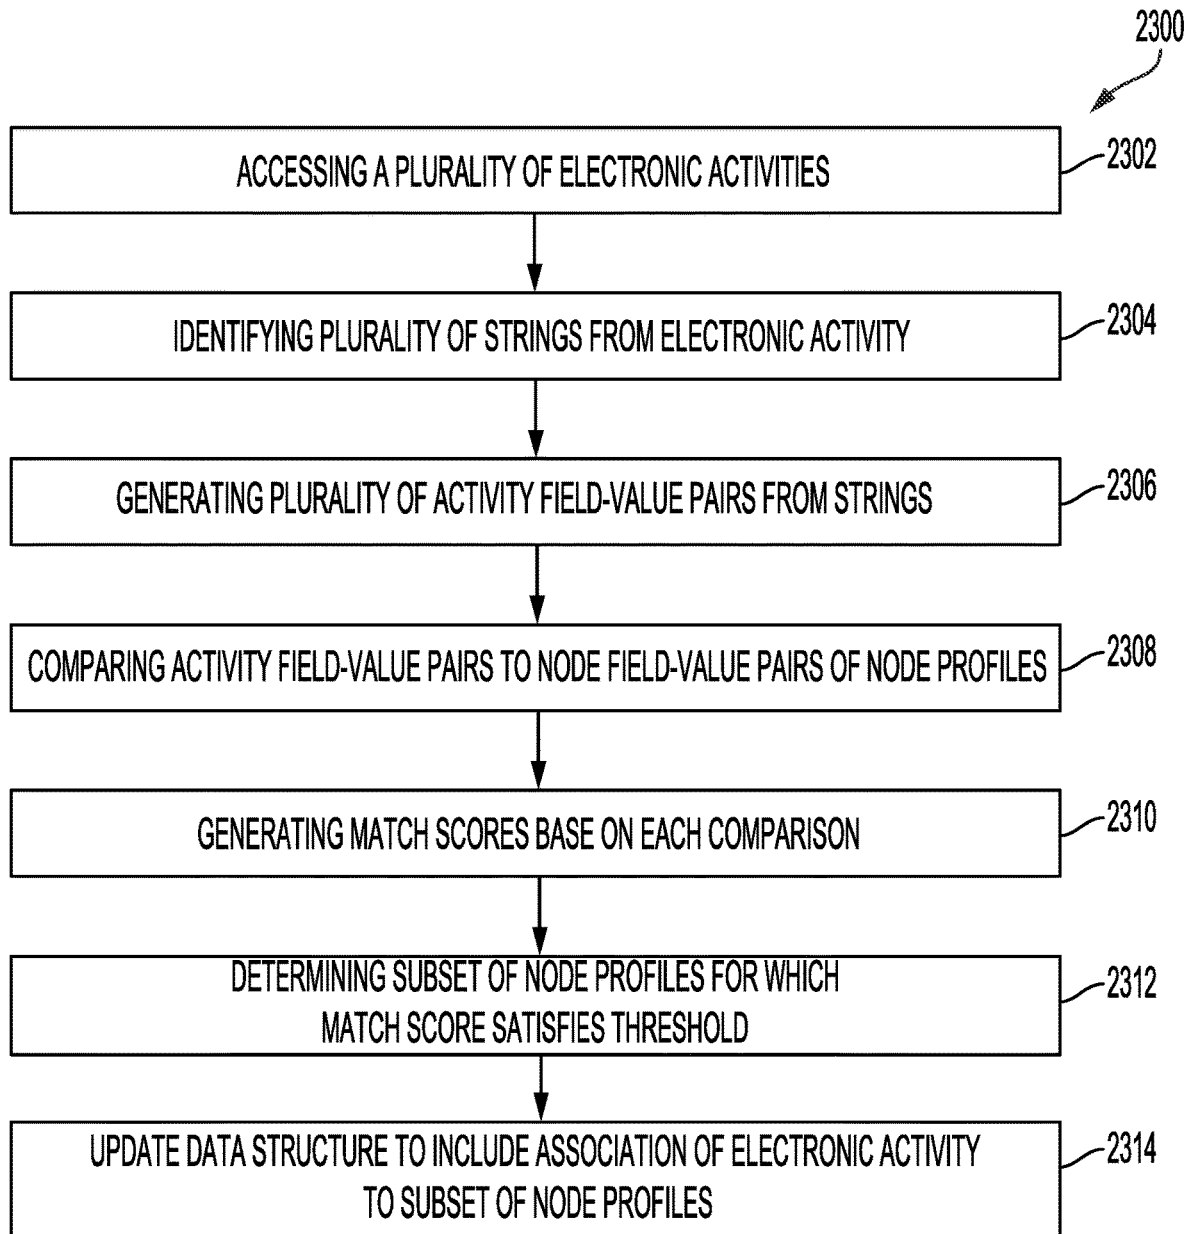 2300
ACCESSING A PLURALITY OF ELECTRONIC ACTIVITIES
2302
IDENTIFYING PLURALITY OF STRINGS FROM ELECTRONIC ACTIVITY
2304
GENERATING PLURALITY OF ACTIVITY FIELD-VALUE PAIRS FROM STRINGS
2306
COMPARING ACTIVITY FIELD-VALUE PAIRS TO NODE FIELD-VALUE PAIRS OF NODE PROFILES
2308
GENERATING MATCH SCORES BASE ON EACH COMPARISON
2310
DETERMINING SUBSET OF NODE PROFILES FOR WHICH
MATCH SCORE SATISFIES THRESHOLD
2312
UPDATE DATA STRUCTURE TO INCLUDE ASSOCIATION OF ELECTRONIC ACTIVITY
TO SUBSET OF NODE PROFILES
2314